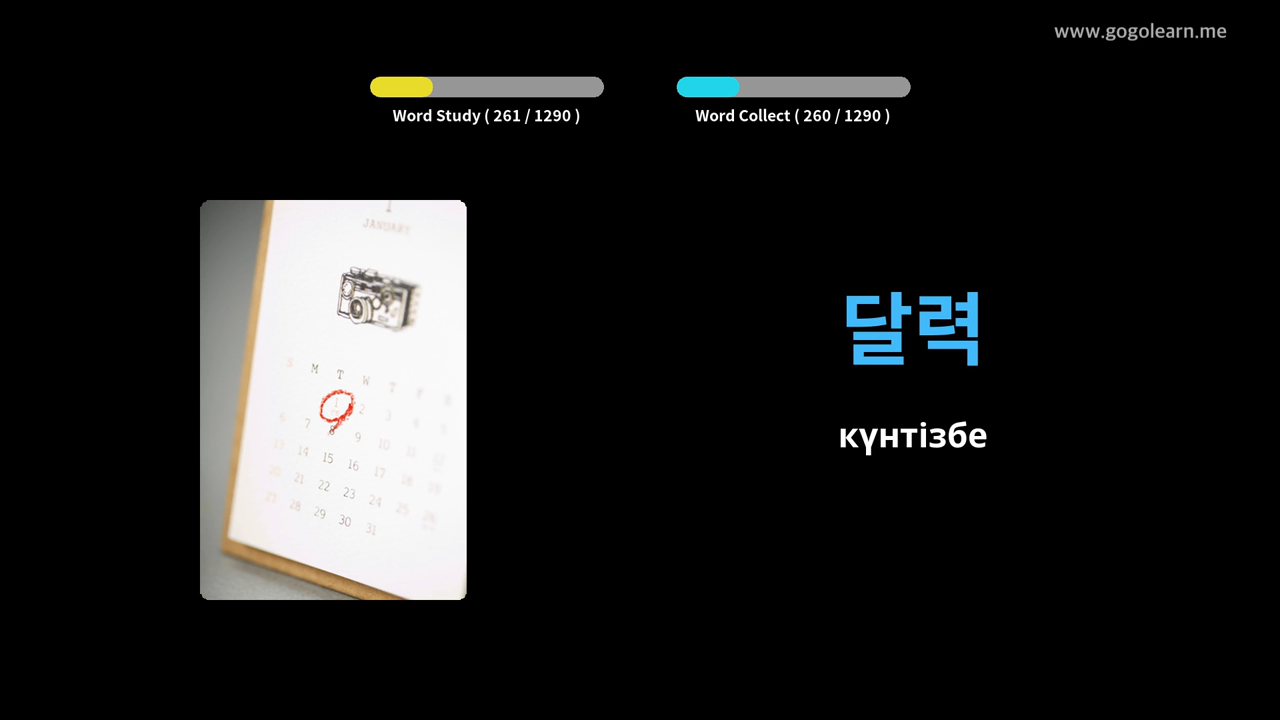 www.gogolearn.me
Word Study ( 261 / 1290 )
Word Collect ( 260 / 1290 )
JANUARY
S M T W T F S
1 2 3 4 5
6 7 8 9 10 11 12
13 14 15 16 17 18 19
20 21 22 23 24 25 26
27 28 29 30 31
달력
күнтізбе